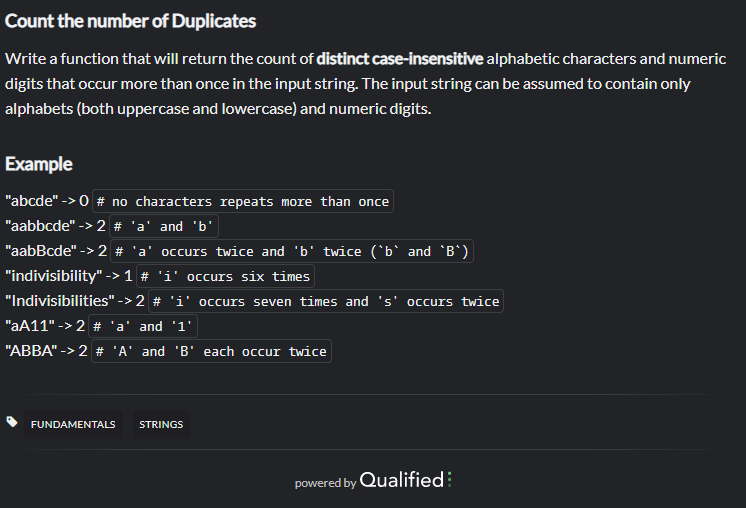 Count the number of Duplicates
Write a function that will return the count of distinct case-insensitive alphabetic characters and numeric
digits that occur more than once in the input string. The input string can be assumed to contain only
alphabets (both uppercase and lowercase) and numeric digits.
Example
"abcde" -> 0 # no characters repeats more than once
"aabbcde" -> 2 # 'a' and 'b'
"aabBcde" -> 2 # 'a' occurs twice and 'b' twice (`b` and `B`)
"indivisibility" -> 1 # 'i' occurs six times
"Indivisibilities" -> 2 # 'i' occurs seven times and 's' occurs twice
"aA11" -> 2 # 'a' and '1'
"ABBA" -> 2 # 'A' and 'B' each occur twice
FUNDAMENTALS STRINGS
powered by Qualified